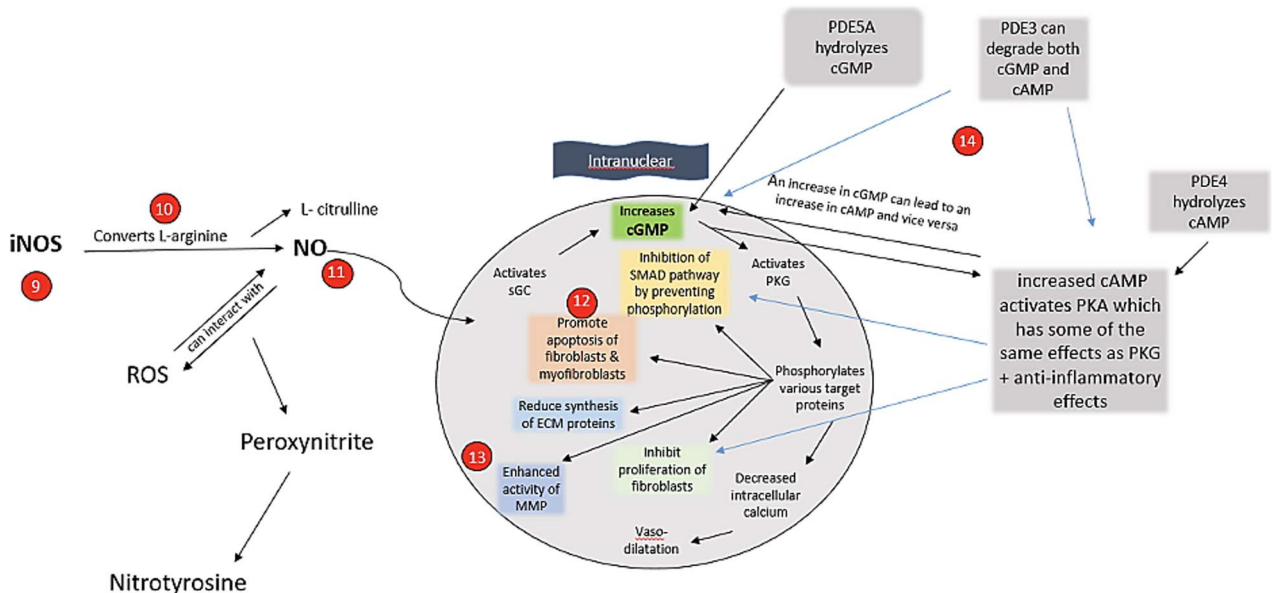 PDE5A
hydrolyzes
cGMP
PDE3 can
degrade both
cGMP and
cAMP
14
Intranuclear
An increase in cGMP can lead to an
increase in cAMP and vice versa
PDE4
hydrolyzes
cAMP
10
L- citrulline
iNOS
Converts L-arginine
NO
9
11
can interact with
ROS
Peroxynitrite
Nitrotyrosine
Increases
cGMP
Activates
sGC
Inhibition of
SMAD pathway
by preventing
phosphorylation
Activates
PKG
12
Promote
apoptosis of
fibroblasts &
myofibroblasts
Phosphorylates
various target
proteins
Reduce synthesis
of ECM proteins
13
Enhanced
activity of
MMP
Inhibit
proliferation of
fibroblasts
Decreased
intracellular
calcium
Vaso-
dilatation
increased cAMP
activates PKA which
has some of the
same effects as PKG
+ anti-inflammatory
effects